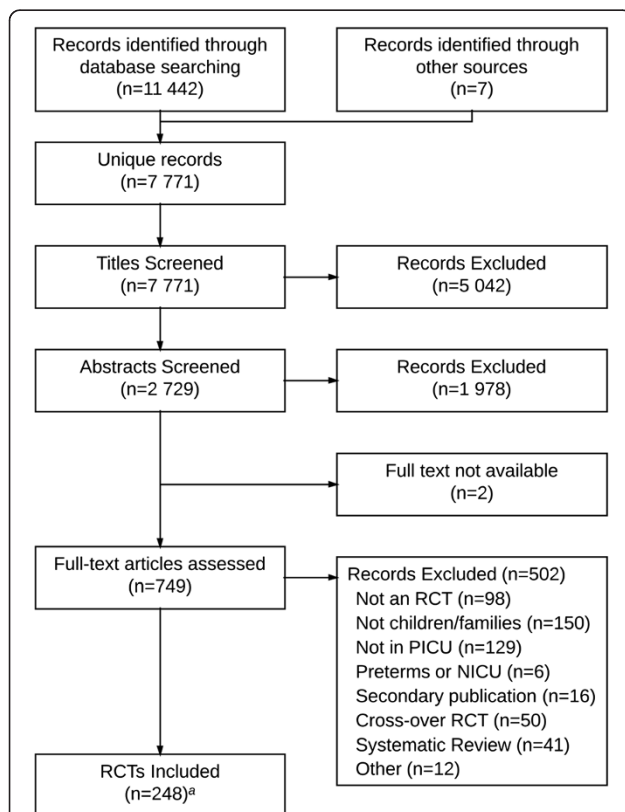 Records identified through
database searching
(n=11 442)
Records identified through
other sources
(n=7)
Unique records
(n=7 771)
Titles Screened
(n=7 771)
Records Excluded
(n=5 042)
Abstracts Screened
(n=2 729)
Records Excluded
(n=1 978)
Full text not available
(n=2)
Full-text articles assessed
(n=749)
Records Excluded (n=502)
Not an RCT (n=98)
Not children/families (n=150)
Not in PICU (n=129)
Preterms or NICU (n=6)
Secondary publication (n=16)
Cross-over RCT (n=50)
Systematic Review (n=41)
Other (n=12)
RCTs Included
(n=248)ᵃ